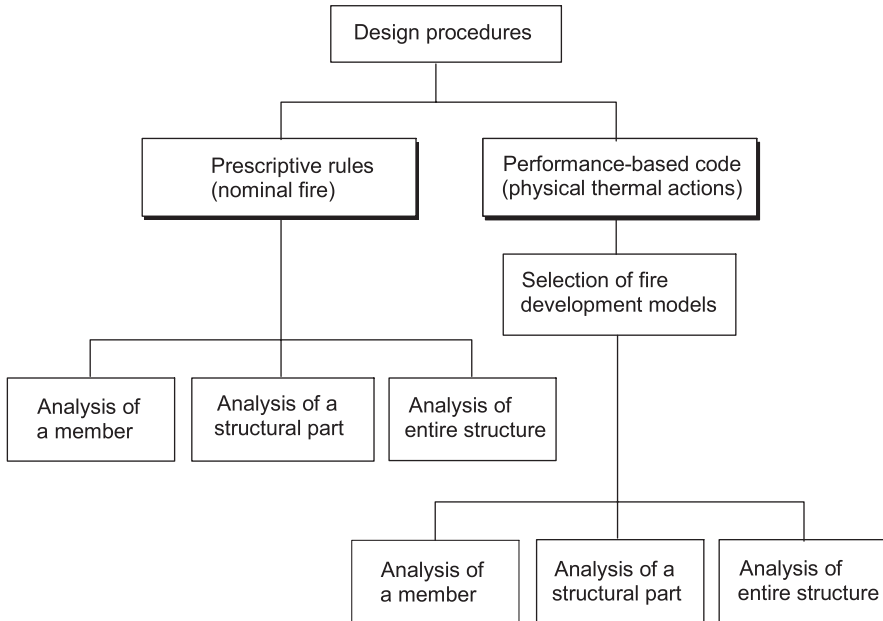 Design procedures
Prescriptive rules
(nominal fire)
Performance-based code
(physical thermal actions)
Selection of fire
development models
Analysis of
a member
Analysis of a
structural part
Analysis of
entire structure
Analysis of
a member
Analysis of a
structural part
Analysis of
entire structure